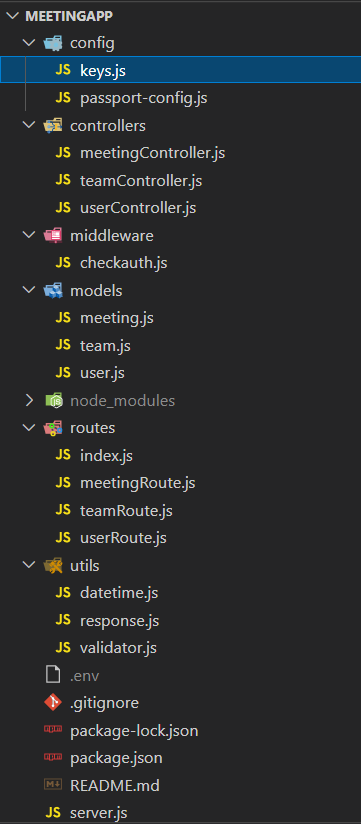 MEETINGAPP
config
JS keys.js
JS passport-config.js
controllers
JS meetingController.js
JS teamController.js
JS userController.js
middleware
JS checkauth.js
models
JS meeting.js
JS team.js
JS user.js
node_modules
routes
JS index.js
JS meetingRoute.js
JS teamRoute.js
JS userRoute.js
utils
JS datetime.js
JS response.js
JS validator.js
.env
.gitignore
package-lock.json
package.json
README.md
JS server.js